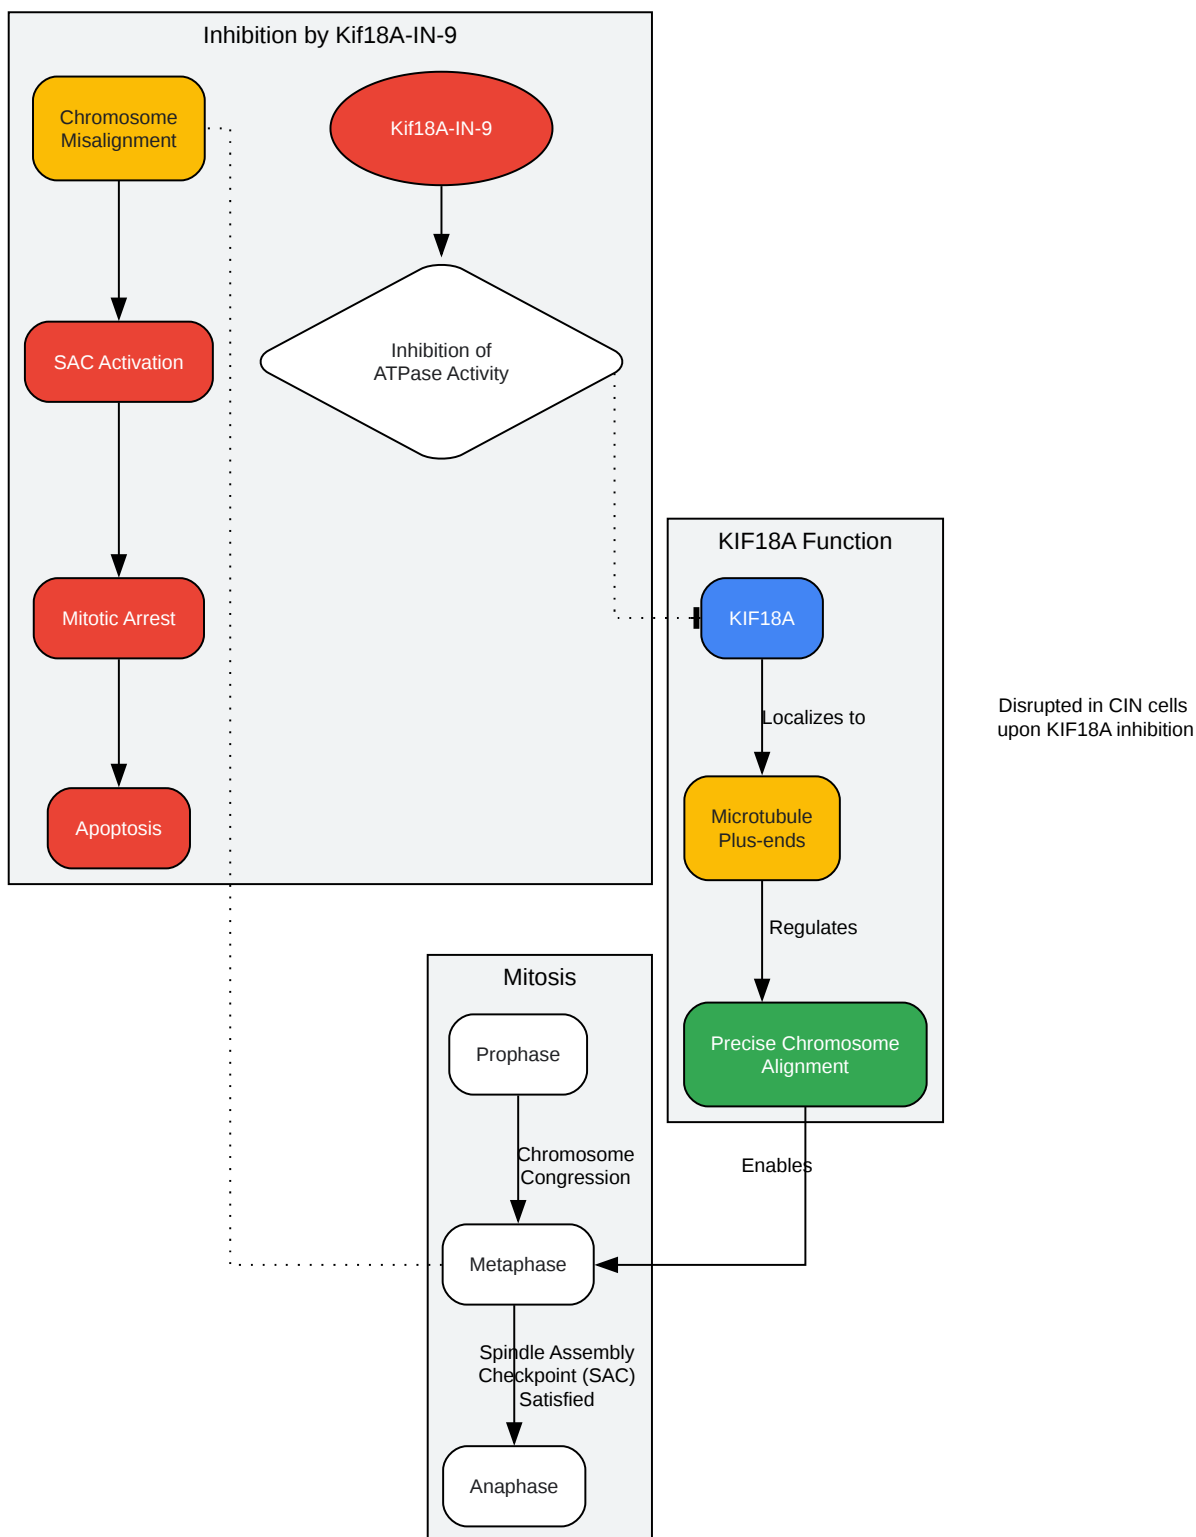 Inhibition by Kif18A-IN-9
Chromosome
Misalignment
Kif18A-IN-9
SAC Activation
Inhibition of
ATPase Activity
Mitotic Arrest
Apoptosis
KIF18A Function
KIF18A
Localizes to
Microtubule
Plus-ends
Regulates
Precise Chromosome
Alignment
Enables
Disrupted in CIN cells
upon KIF18A inhibition
Mitosis
Prophase
Chromosome
Congression
Metaphase
Spindle Assembly
Checkpoint (SAC)
Satisfied
Anaphase